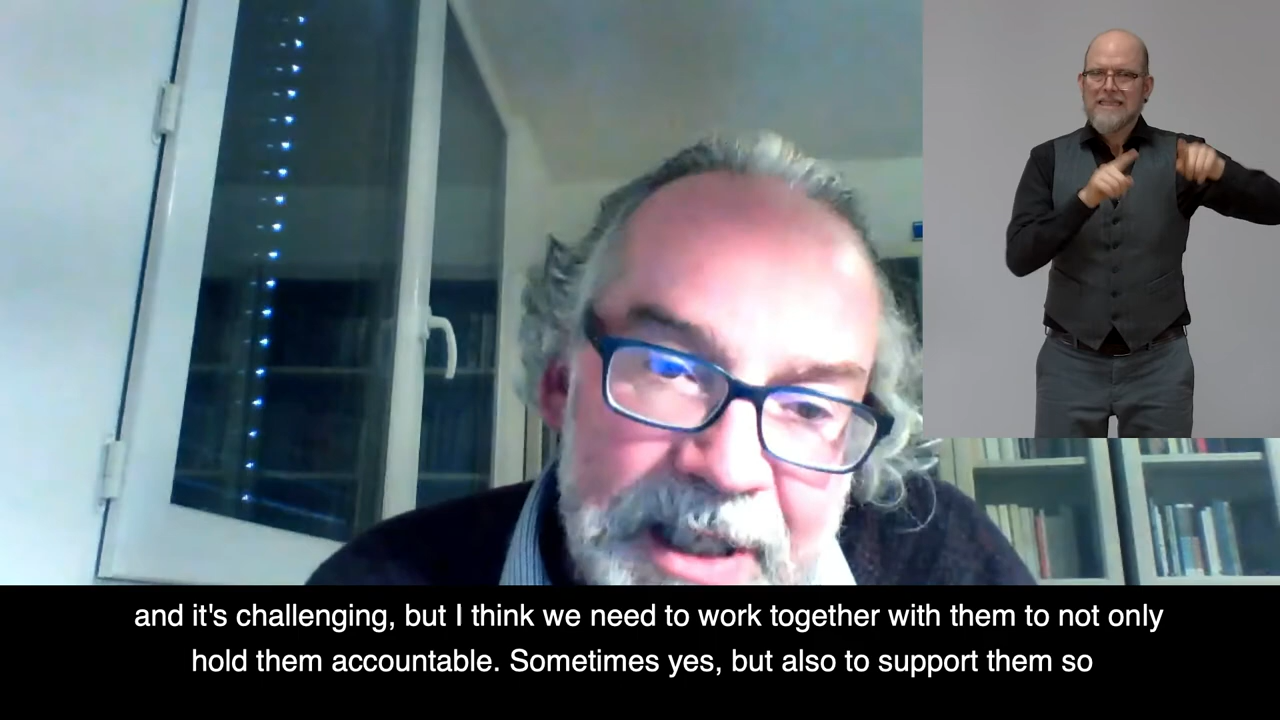 and it's challenging, but I think we need to work together with them to not only
hold them accountable. Sometimes yes, but also to support them so